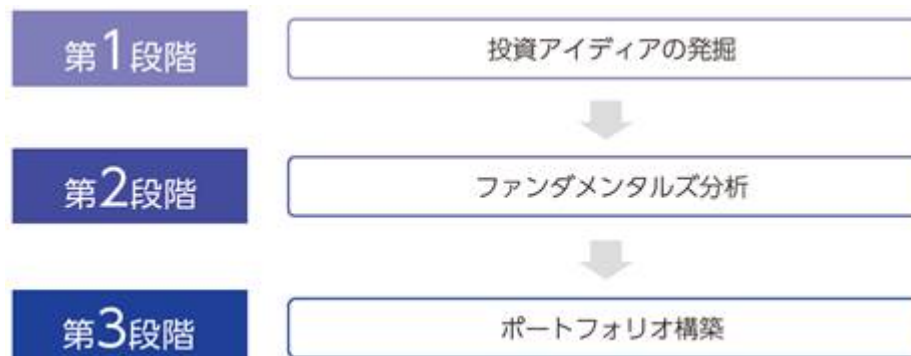 第1段階
投資アイディアの発掘
第2段階
ファンダメンタルズ分析
第3段階
ポートフォリオ構築